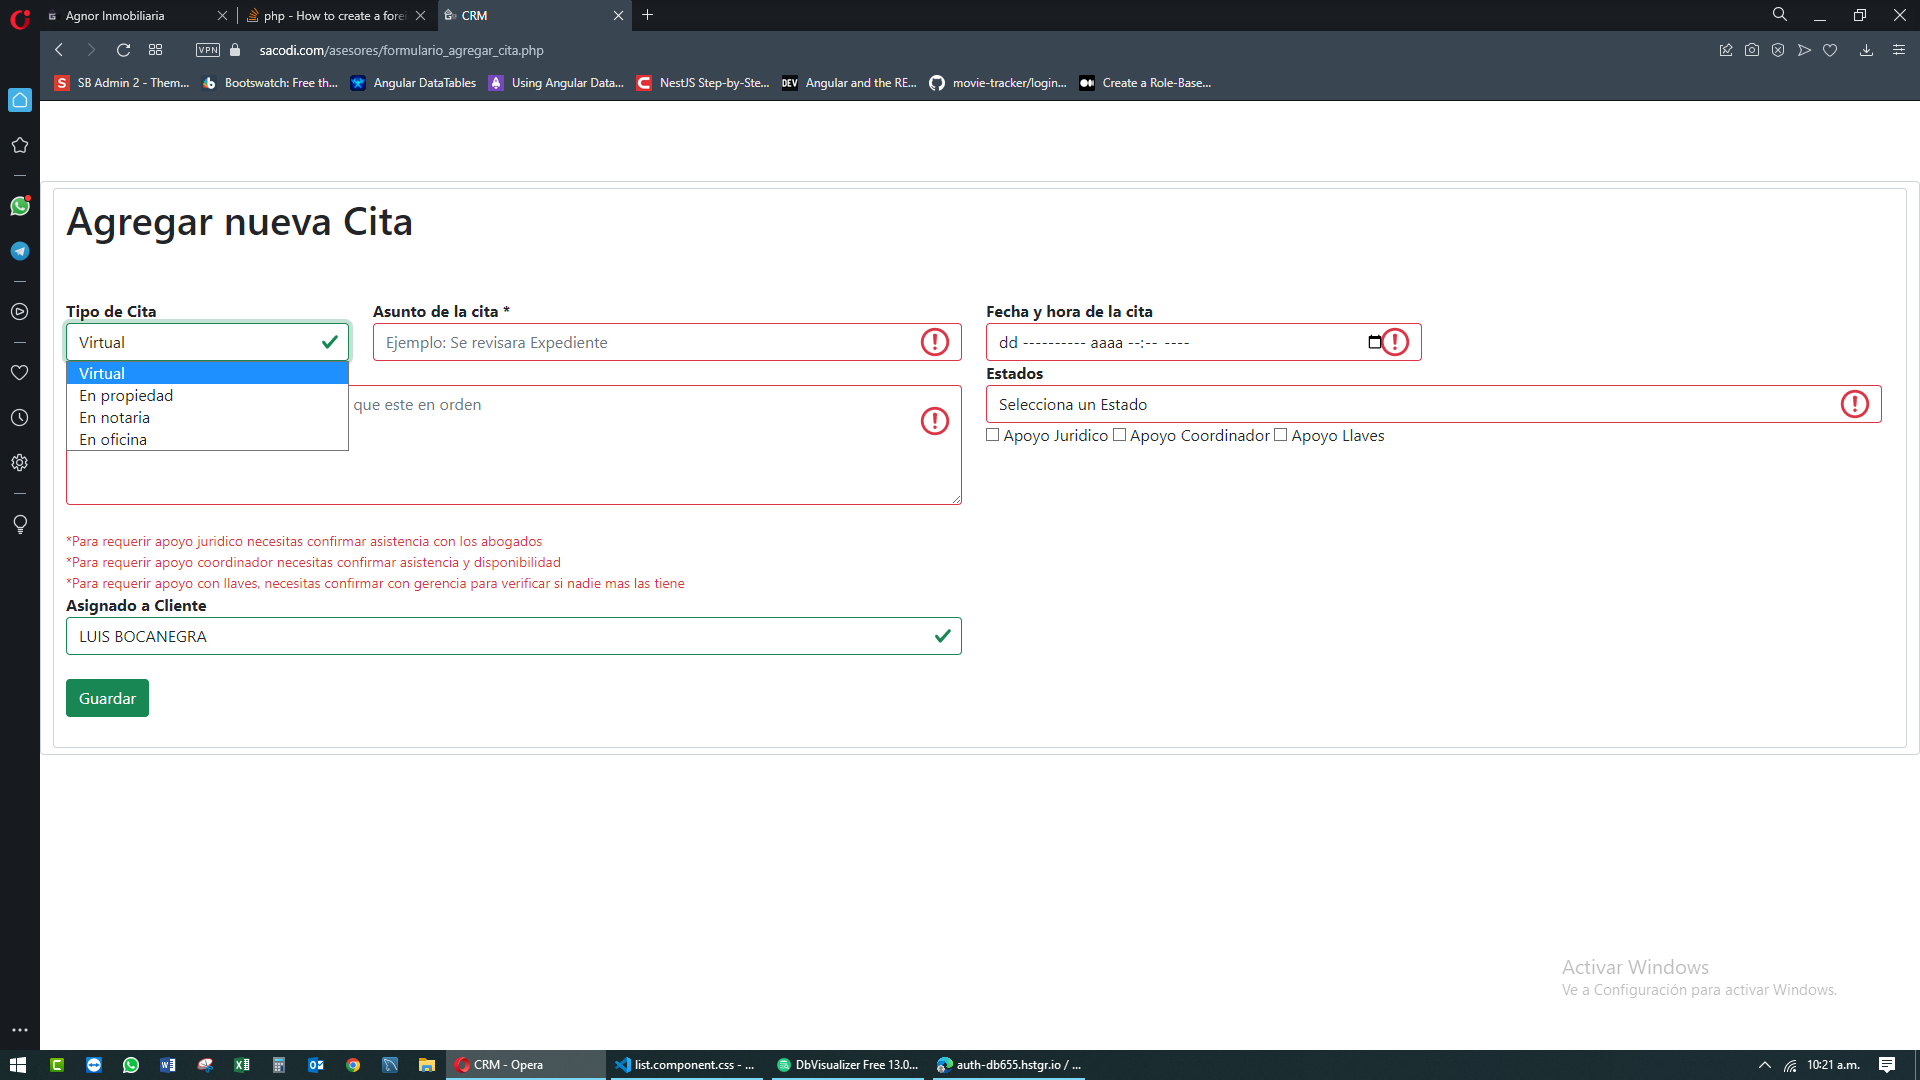 Agnor Inmobiliaria
php - How to create a forei
CRM
VPN
sacodi.com/asesores/formulario_agregar_cita.php
S SB Admin 2 - Them...
b Bootswatch: Free th...
Angular DataTables
A Using Angular Data...
C NestJS Step-by-Ste...
DEV Angular and the RE...
movie-tracker/login...
Create a Role-Base...
Agregar nueva Cita
Tipo de Cita
Asunto de la cita *
Fecha y hora de la cita
Virtual
Ejemplo: Se revisara Expediente
dd ---------- aaaa --:-- ----
Virtual
En propiedad
En notaria
En oficina
que este en orden
Estados
Selecciona un Estado
Apoyo Juridico
Apoyo Coordinador
Apoyo Llaves
*Para requerir apoyo juridico necesitas confirmar asistencia con los abogados
*Para requerir apoyo coordinador necesitas confirmar asistencia y disponibilidad
*Para requerir apoyo con llaves, necesitas confirmar con gerencia para verificar si nadie mas las tiene
Asignado a Cliente
LUIS BOCANEGRA
Guardar
Activar Windows
Ve a Configuración para activar Windows.
CRM - Opera
list.component.css - ...
DbVisualizer Free 13.0...
auth-db655.hstgr.io / ...
10:21 a.m.